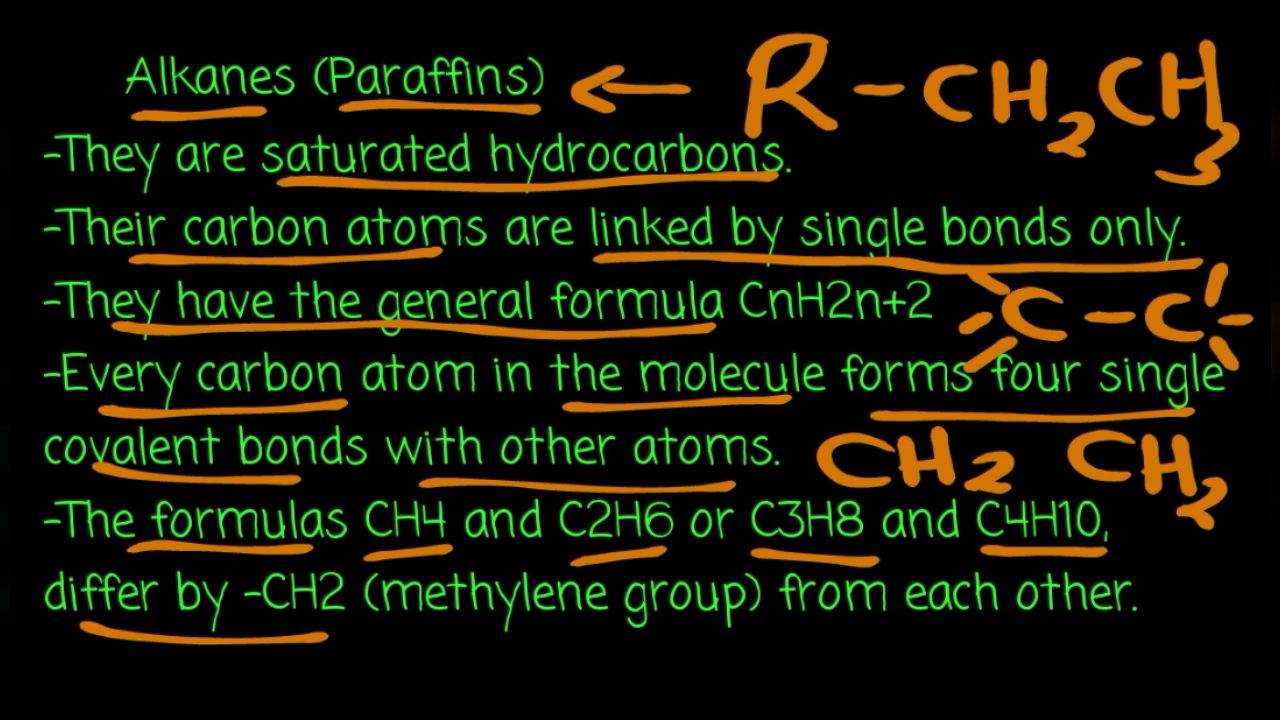 Alkanes (Paraffins) ← R-CH2CH3
-They are saturated hydrocarbons.
-Their carbon atoms are linked by single bonds only.
-They have the general formula CnH2n+2 C-C
-Every carbon atom in the molecule forms four single
covalent bonds with other atoms. CH2 CH2
-The formulas CH4 and C2H6 or C3H8 and C4H10,
differ by -CH2 (methylene group) from each other.